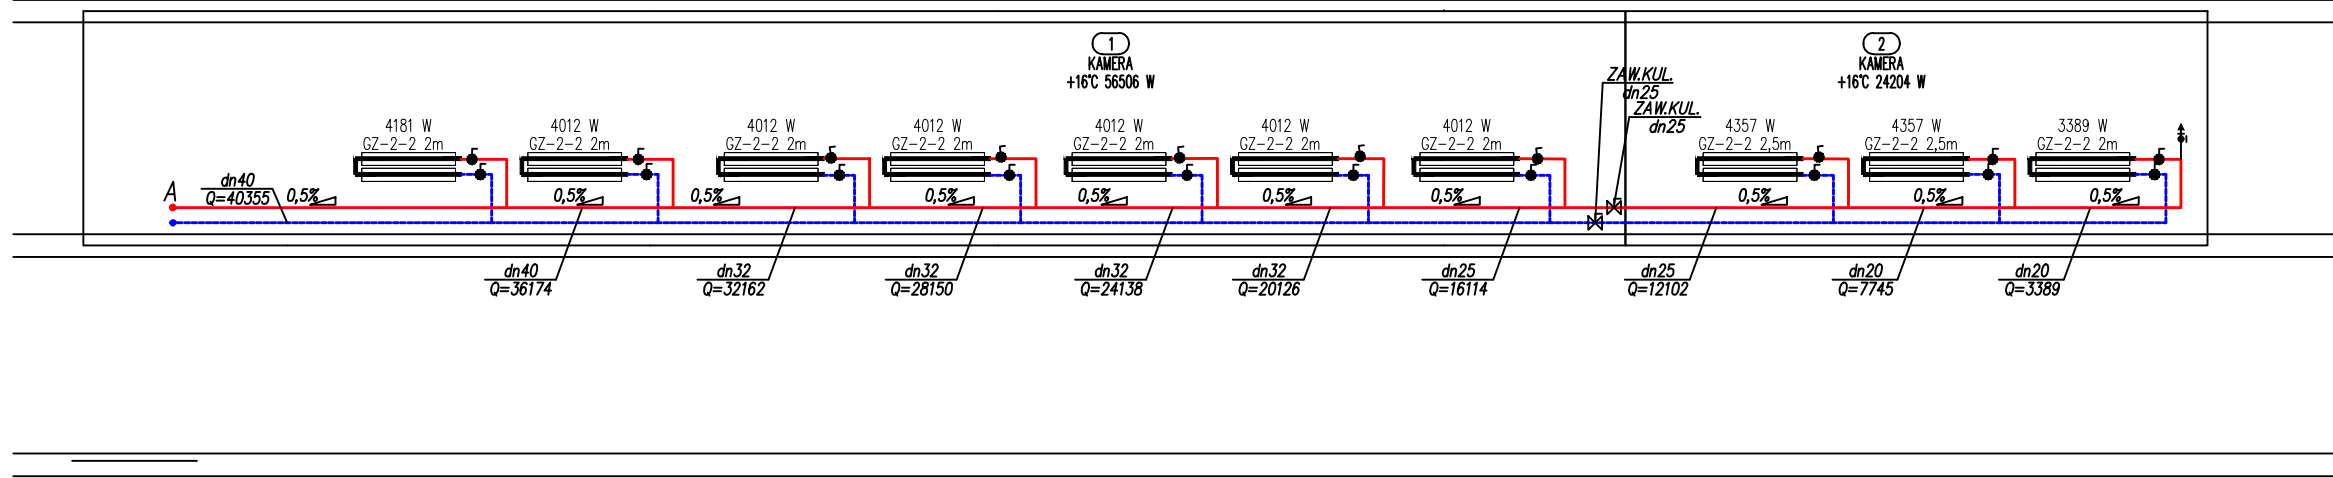 1
KAMERA
+16°C 56506 W
2
KAMERA
+16°C 24204 W
ZAW.KUL.
dn25
ZAW.KUL.
dn25
4181 W
GZ-2-2 2m
4012 W
GZ-2-2 2m
4012 W
GZ-2-2 2m
4012 W
GZ-2-2 2m
4012 W
GZ-2-2 2m
4012 W
GZ-2-2 2m
4012 W
GZ-2-2 2m
4357 W
GZ-2-2 2,5m
4357 W
GZ-2-2 2,5m
3389 W
GZ-2-2 2m
A
dn40
Q=40355
0,5%
0,5%
0,5%
0,5%
0,5%
0,5%
0,5%
0,5%
0,5%
0,5%
dn40
Q=36174
dn32
Q=32162
dn32
Q=28150
dn32
Q=24138
dn32
Q=20126
dn25
Q=16114
dn25
Q=12102
dn20
Q=7745
dn20
Q=3389